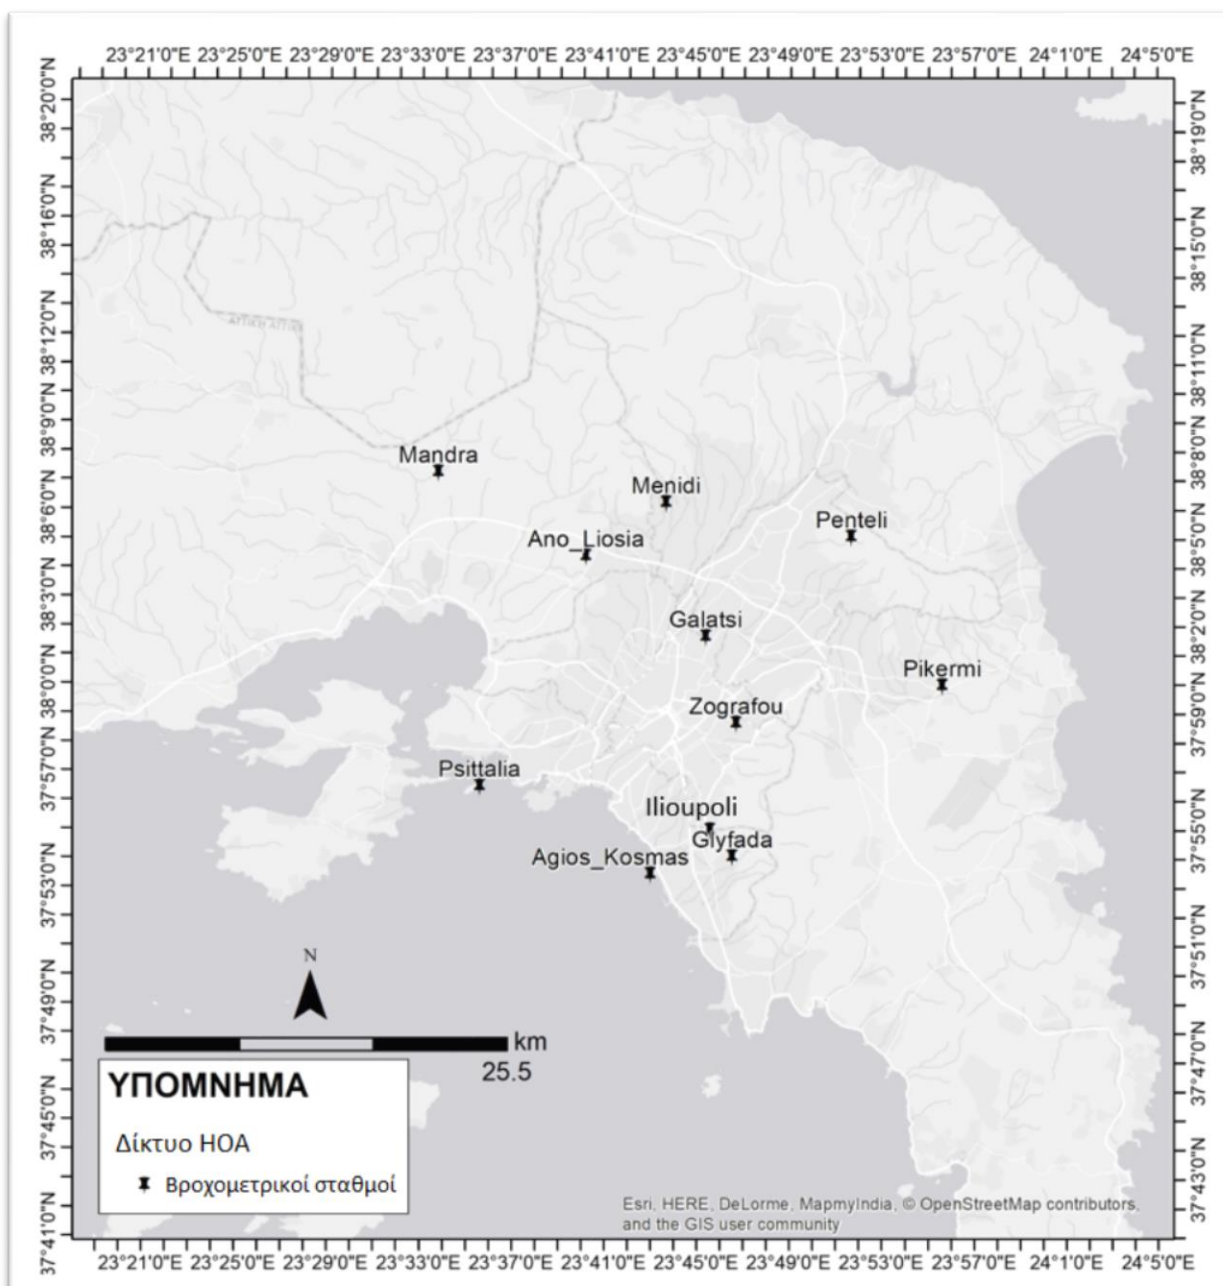 23°21'0"E 23°25'0"E 23°29'0"E 23°33'0"E 23°37'0"E 23°41'0"E 23°45'0"E 23°49'0"E 23°53'0"E 23°57'0"E 24°1'0"E 24°5'0"E
38°20'0"N
38°16'0"N
38°12'0"N
38°9'0"N
38°6'0"N
38°3'0"N
38°0'0"N
37°57'0"N
37°53'0"N
37°49'0"N
37°45'0"N
37°41'0"N
38°19'0"N
38°15'0"N
38°11'0"N
38°8'0"N
38°5'0"N
38°2'0"N
37°59'0"N
37°55'0"N
37°51'0"N
37°47'0"N
37°43'0"N
Mandra
Menidi
Penteli
Ano_Liosia
Galatsi
Pikermi
Zografou
Psittalia
Ilioupoli
Glyfada
Agios_Kosmas
N
km
25.5
ΥΠΟΜΝΗΜΑ
Δίκτυο ΗΟΑ
Βροχομετρικοί σταθμοί
Esri, HERE, DeLorme, MapmyIndia, © OpenStreetMap contributors,
and the GIS user community
23°21'0"E 23°25'0"E 23°29'0"E 23°33'0"E 23°37'0"E 23°41'0"E 23°45'0"E 23°49'0"E 23°53'0"E 23°57'0"E 24°1'0"E 24°5'0"E